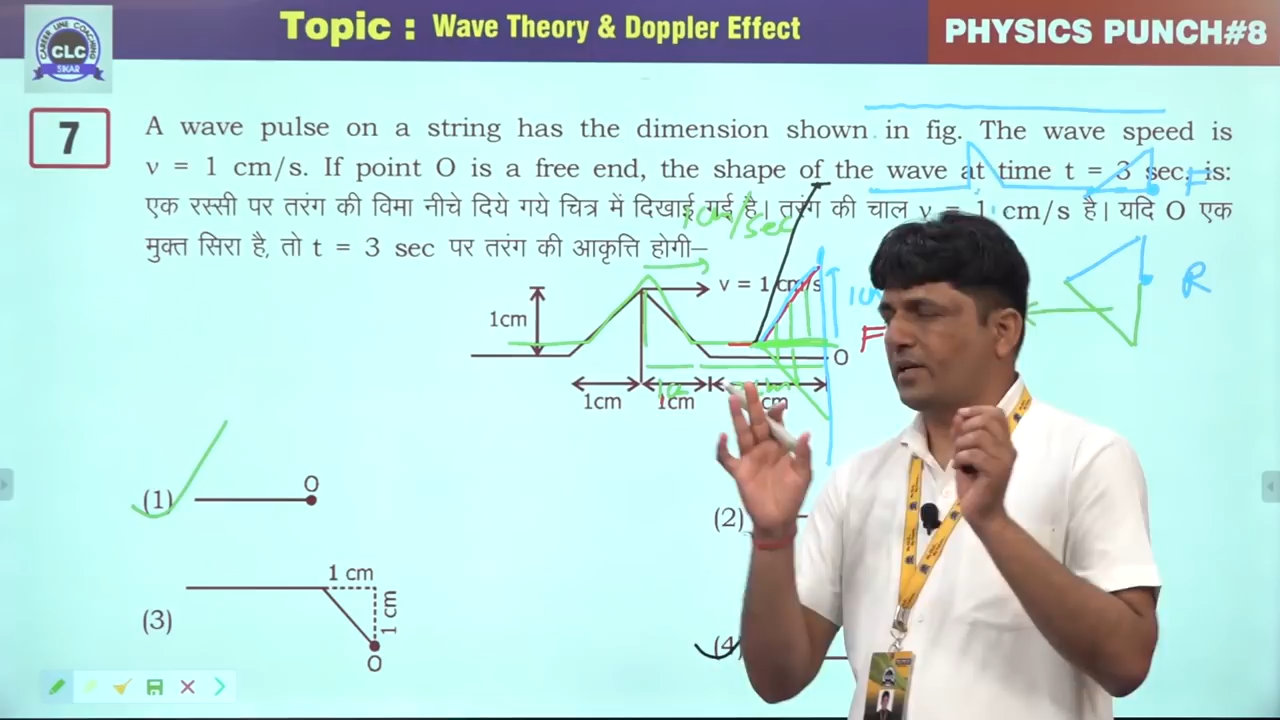 Topic : Wave Theory & Doppler Effect
PHYSICS PUNCH#8
CAREER LINE COACHING
CLC
SIKAR
7
A wave pulse on a string has the dimension shown in fig. The wave speed is
v = 1 cm/s. If point O is a free end, the shape of the wave at time t = 3 sec. is:
एक रस्सी पर तरंग की विमा नीचे दिये गये चित्र में दिखाई गई है। तरंग की चाल v = 1 cm/s है। यदि O एक
मुक्त सिरा है, तो t = 3 sec पर तरंग की आकृत्ति होगी–
1cm/sec
F
R
v = 1 cm/s
1cm
F
O
1cm
1cm
cm
(1)
O
(2)
1 cm
1 cm
(3)
O
(4